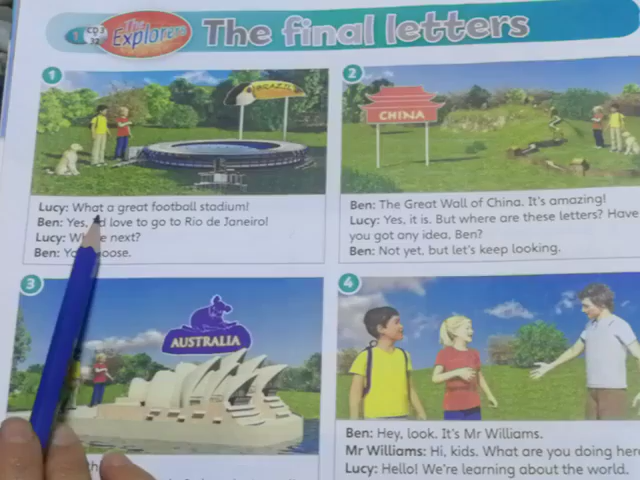 1 CD3 32 The Explorers The final letters
1
BRAZIL
Lucy: What a great football stadium!
Ben: Yes, love to go to Rio de Janeiro!
Lucy: next?
Ben:
2
CHINA
Ben: The Great Wall of China. It's amazing!
Lucy: Yes, it is. But where are these letters? Have
you got any idea, Ben?
Ben: Not yet, but let's keep looking.
3
AUSTRALIA
4
Ben: Hey, look. It's Mr Williams.
Mr Williams: Hi, kids. What are you doing her
Lucy: Hello! We're learning about the world.